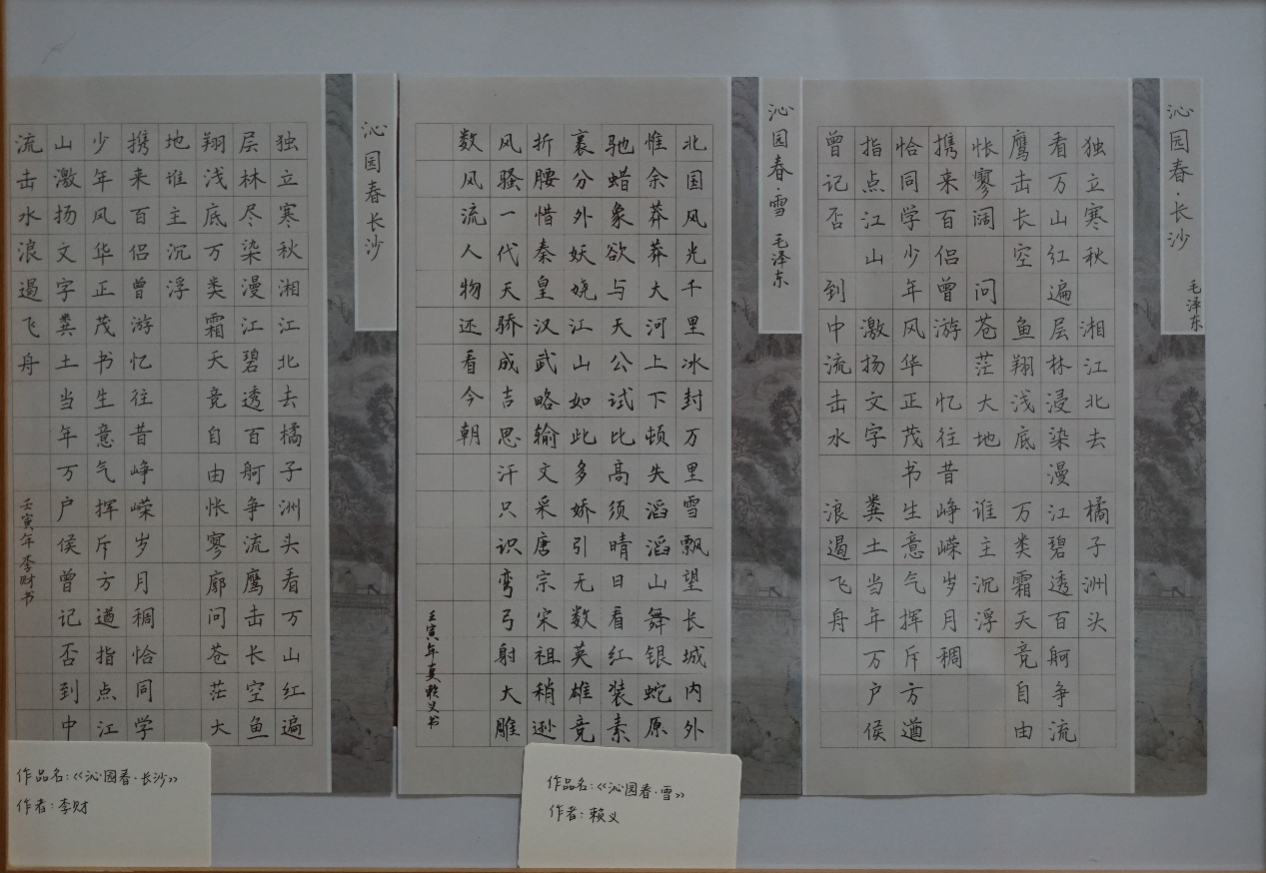 沁园春·长沙
毛泽东
独立寒秋 湘江北去 橘子洲头
看万山红遍层林浸染漫江碧透百舸争流
鹰击长空 鱼翔浅底 万类霜天竞自由
怅寥阔 问苍茫大地 谁主沉浮
携来百侣曾游 忆往昔峥嵘岁月稠
恰同学少年风华正茂书生意气挥斥方遒
指点江山 激扬文字 粪土当年万户侯
曾记否 到中流击水 浪遏飞舟
沁园春·雪 毛泽东
北国风光千里冰封万里雪飘望长城内外
惟余莽莽大河上下顿失滔滔山舞银蛇原
驰蜡象欲与天公试比高须晴日看红装素
裹分外妖娆江山如此多娇引无数英雄竞
折腰惜秦皇汉武略输文采唐宗宋祖稍逊
风骚一代天骄成吉思汗只识弯弓射大雕
数风流人物还看今朝
壬寅年夏赖义书
作品名:《沁园春·雪》
作者:赖义
沁园春长沙
独立寒秋湘江北去橘子洲头看万山红遍
层林尽染漫江碧透百舸争流鹰击长空鱼
翔浅底万类霜天竞自由怅寥廓问苍茫大
地谁主沉浮
携来百侣曾游忆往昔峥嵘岁月稠恰同学
少年风华正茂书生意气挥斥方遒指点江
山激扬文字粪土当年万户侯曾记否到中
流击水浪遏飞舟
壬寅年李财书
作品名:《沁园春·长沙》
作者:李财